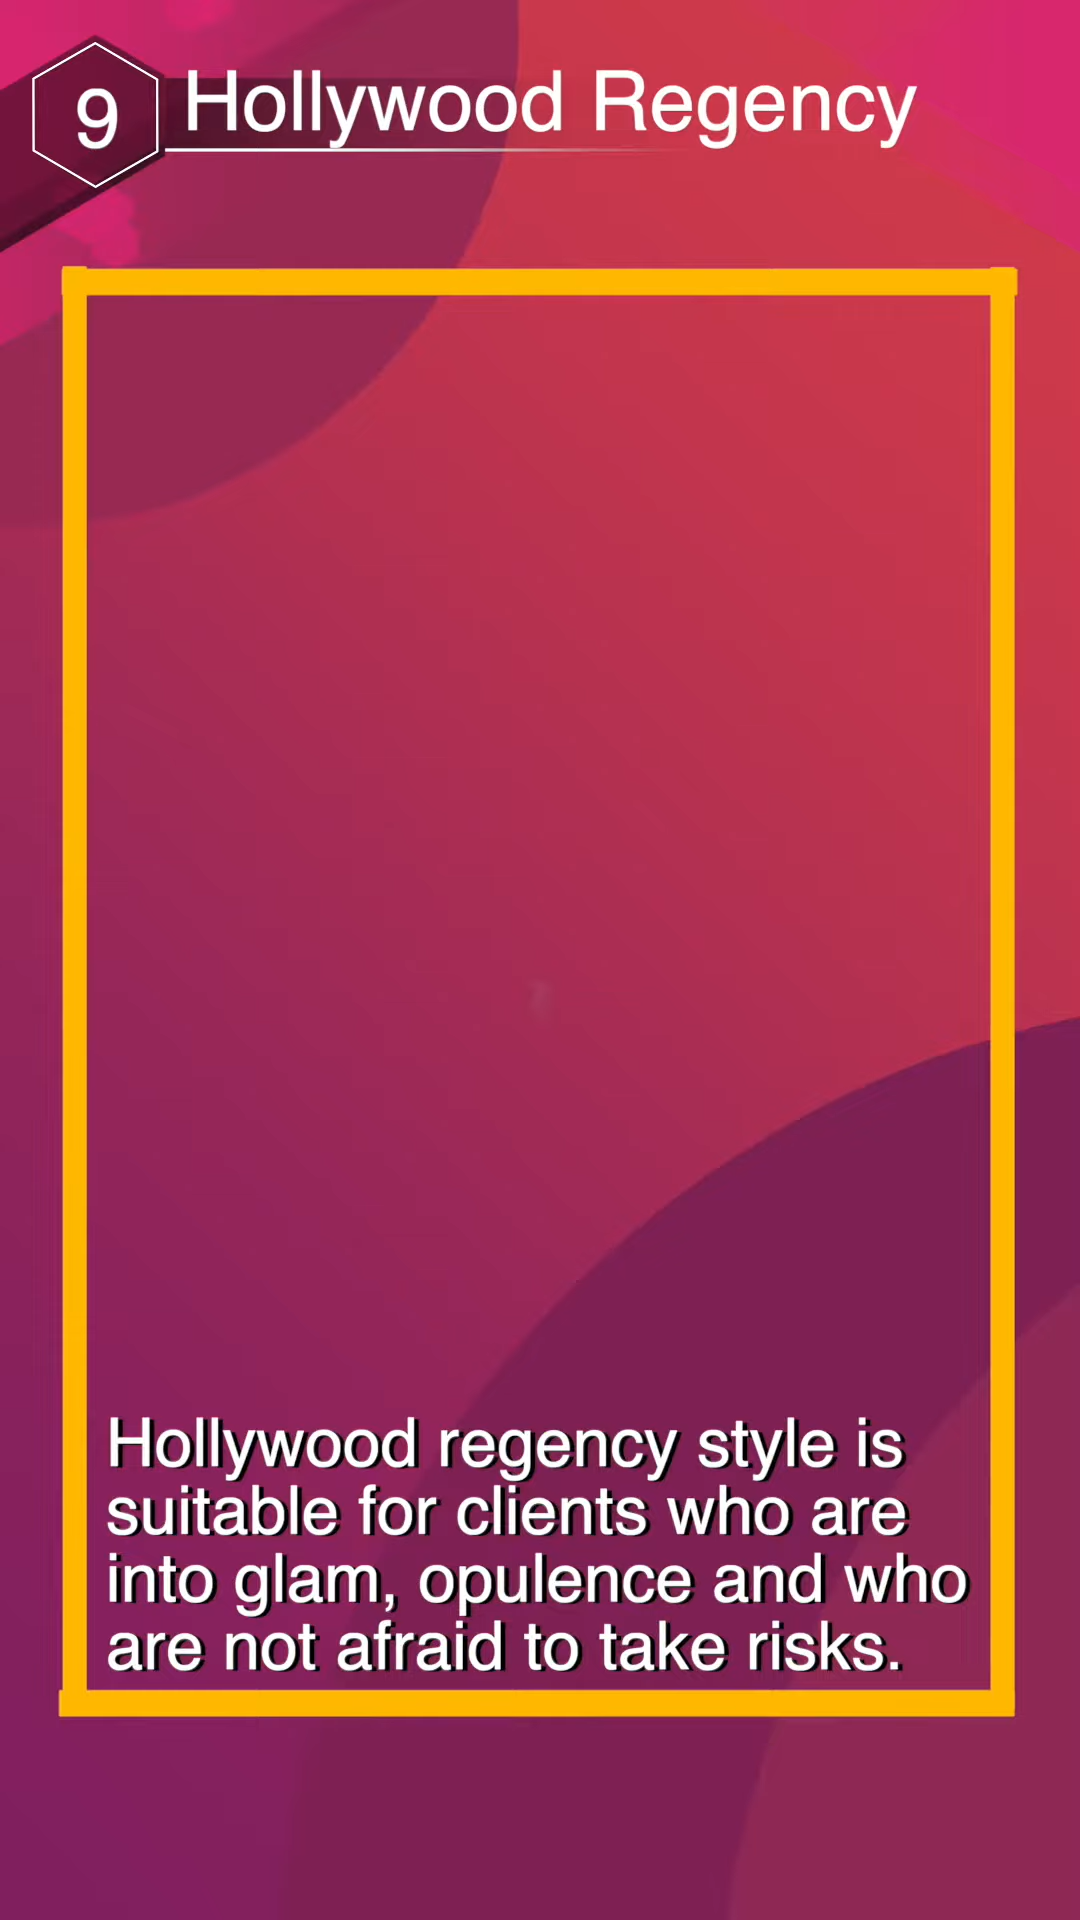 9
Hollywood Regency
Hollywood regency style is
suitable for clients who are
into glam, opulence and who
are not afraid to take risks.